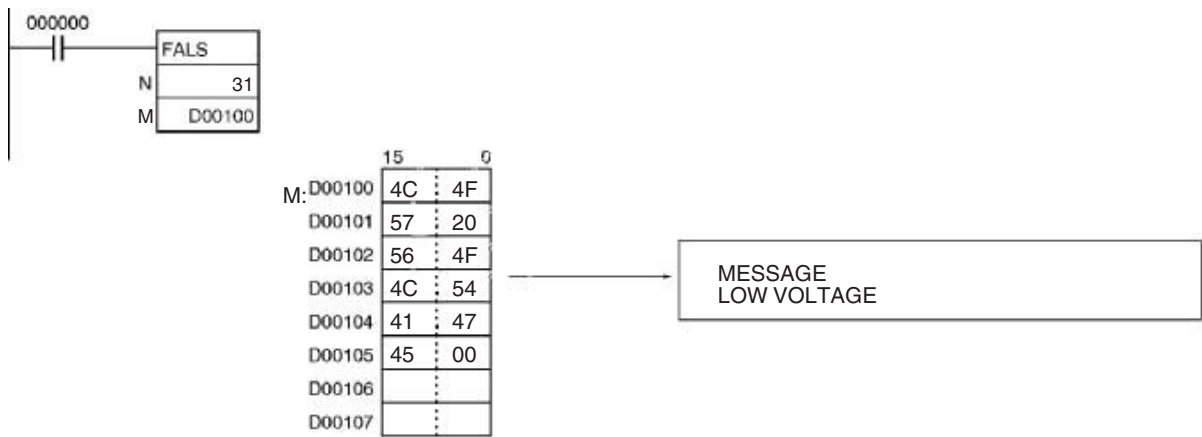 000000
FALS
N 31
M D00100
15 0
M: D00100 4C 4F
D00101 57 20
D00102 56 4F
D00103 4C 54
D00104 41 47
D00105 45 00
D00106
D00107
MESSAGE
LOW VOLTAGE